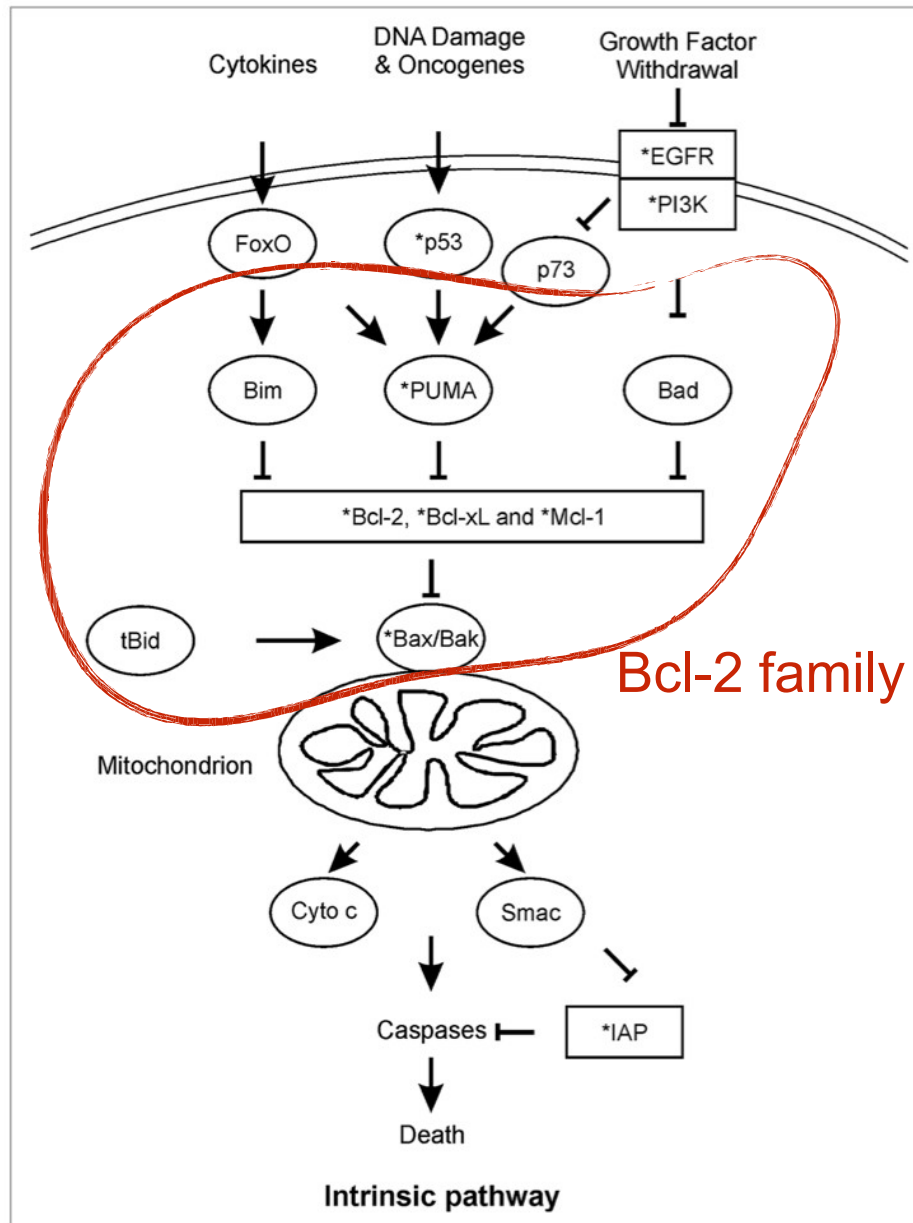 Cytokines
DNA Damage
& Oncogenes
Growth Factor
Withdrawal
*EGFR
*PI3K
FoxO
*p53
p73
Bim
*PUMA
Bad
*Bcl-2, *Bcl-xL and *Mcl-1
tBid
*Bax/Bak
Bcl-2 family
Mitochondrion
Cyto c
Smac
Caspases
*IAP
Death
Intrinsic pathway